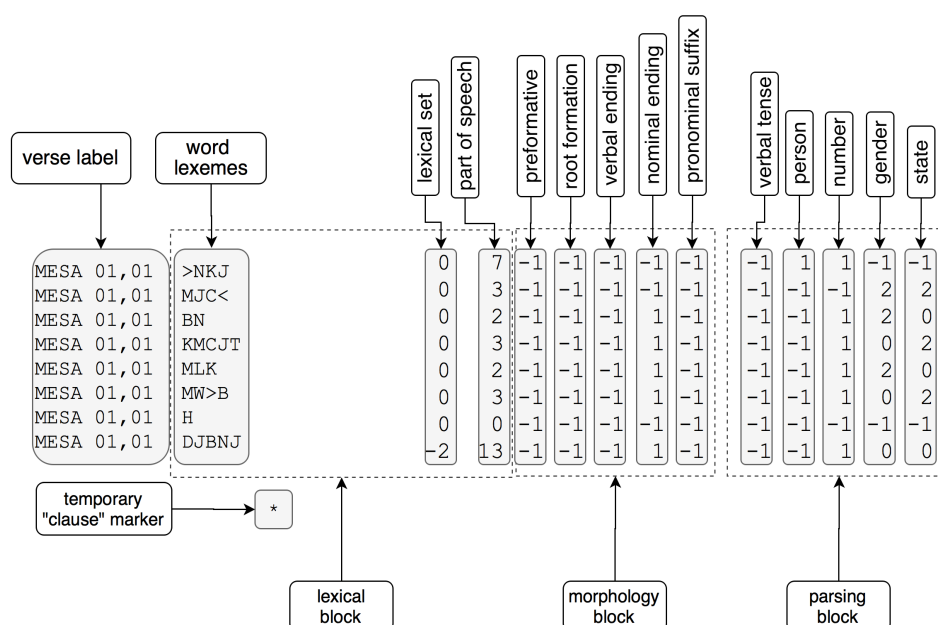 verse label
word
lexemes
lexical set
part of speech
preformative
root formation
verbal ending
nominal ending
pronominal suffix
verbal tense
person
number
gender
state
MESA 01,01 >NKJ 0 7 -1 -1 -1 -1 -1 -1 1 1 -1 -1
MESA 01,01 MJC< 0 3 -1 -1 -1 -1 -1 -1 -1 -1 2 2
MESA 01,01 BN 0 2 -1 -1 -1 1 -1 -1 -1 1 2 0
MESA 01,01 KMCJT 0 3 -1 -1 -1 1 -1 -1 -1 1 0 2
MESA 01,01 MLK 0 2 -1 -1 -1 1 -1 -1 -1 1 2 0
MESA 01,01 MW>B 0 3 -1 -1 -1 1 -1 -1 -1 1 0 2
MESA 01,01 H 0 0 -1 -1 -1 -1 -1 -1 -1 -1 -1 -1
MESA 01,01 DJBNJ -2 13 -1 -1 -1 1 -1 -1 -1 1 0 0
temporary
"clause" marker
*
lexical
block
morphology
block
parsing
block